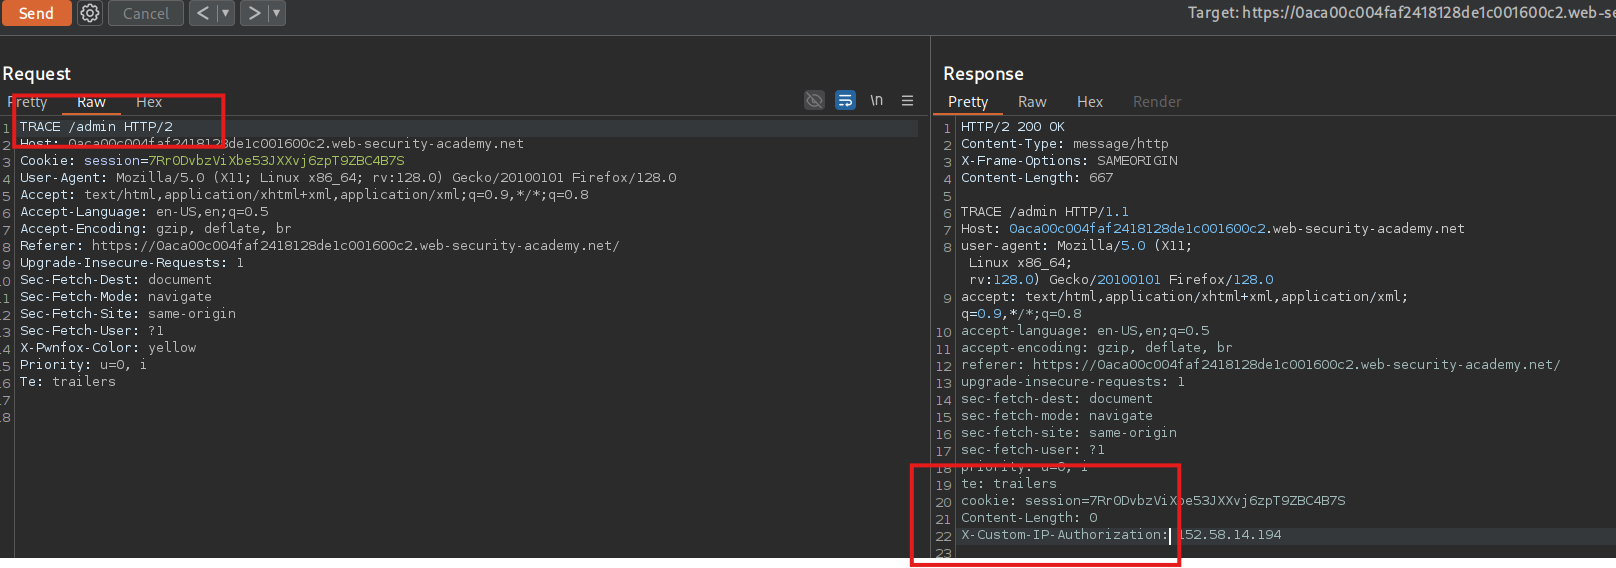 Send
Cancel
<
>
Target: https://0aca00c004faf2418128de1c001600c2.web-se
Request
Pretty Raw Hex
\n
1 TRACE /admin HTTP/2
2 Host: 0aca00c004faf2418128de1c001600c2.web-security-academy.net
3 Cookie: session=7Rr0DvbzViXbe53JXXvj6zpT9ZBC4B7S
4 User-Agent: Mozilla/5.0 (X11; Linux x86_64; rv:128.0) Gecko/20100101 Firefox/128.0
5 Accept: text/html,application/xhtml+xml,application/xml;q=0.9,*/*;q=0.8
6 Accept-Language: en-US,en;q=0.5
7 Accept-Encoding: gzip, deflate, br
8 Referer: https://0aca00c004faf2418128de1c001600c2.web-security-academy.net/
9 Upgrade-Insecure-Requests: 1
.0 Sec-Fetch-Dest: document
.1 Sec-Fetch-Mode: navigate
.2 Sec-Fetch-Site: same-origin
.3 Sec-Fetch-User: ?1
.4 X-Pwnfox-Color: yellow
.5 Priority: u=0, i
.6 Te: trailers
.7
.8
Response
Pretty Raw Hex Render
1 HTTP/2 200 OK
2 Content-Type: message/http
3 X-Frame-Options: SAMEORIGIN
4 Content-Length: 667
5
6 TRACE /admin HTTP/1.1
7 Host: 0aca00c004faf2418128de1c001600c2.web-security-academy.net
8 user-agent: Mozilla/5.0 (X11;
Linux x86_64;
rv:128.0) Gecko/20100101 Firefox/128.0
9 accept: text/html,application/xhtml+xml,application/xml;
q=0.9,*/*;q=0.8
10 accept-language: en-US,en;q=0.5
11 accept-encoding: gzip, deflate, br
12 referer: https://0aca00c004faf2418128de1c001600c2.web-security-academy.net/
13 upgrade-insecure-requests: 1
14 sec-fetch-dest: document
15 sec-fetch-mode: navigate
16 sec-fetch-site: same-origin
17 sec-fetch-user: ?1
18 priority: u=0, i
19 te: trailers
20 cookie: session=7Rr0DvbzViXbe53JXXvj6zpT9ZBC4B7S
21 Content-Length: 0
22 X-Custom-IP-Authorization: 152.58.14.194
23